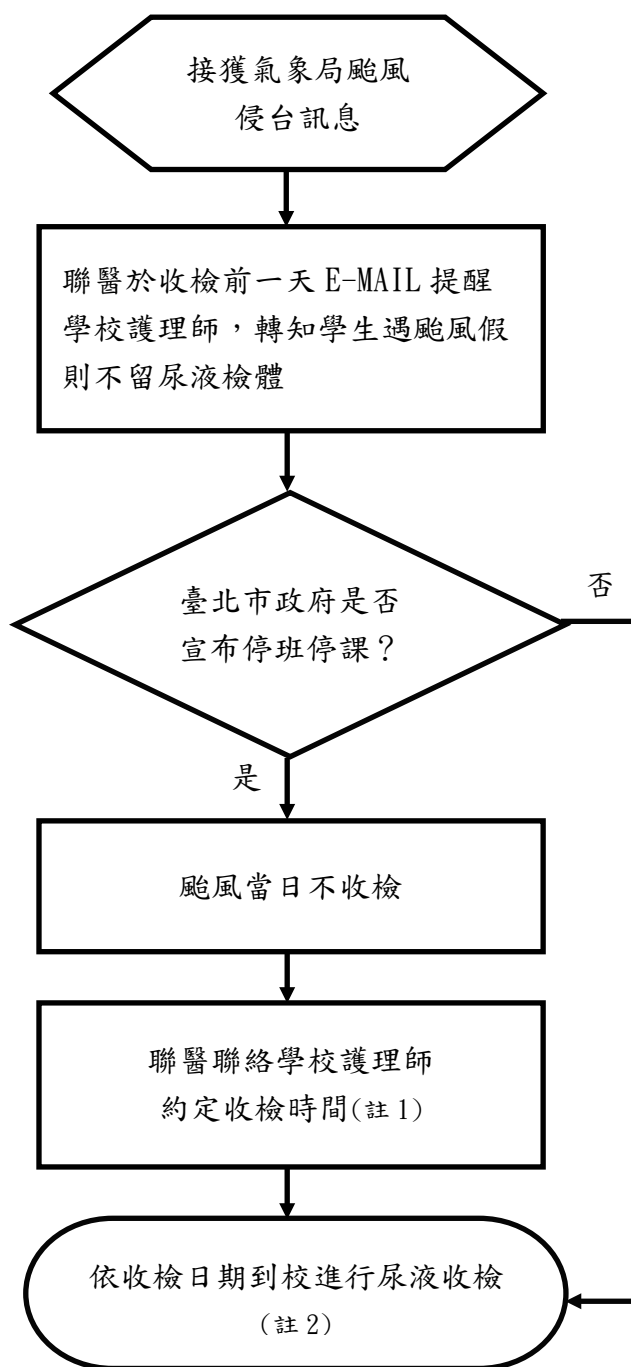 接獲氣象局颱風
侵台訊息
聯醫於收檢前一天 E-MAIL 提醒
學校護理師，轉知學生遇颱風假
則不留尿液檢體
臺北市政府是否
宣布停班停課？
否
是
颱風當日不收檢
聯醫聯絡學校護理師
約定收檢時間(註 1)
依收檢日期到校進行尿液收檢
(註 2)